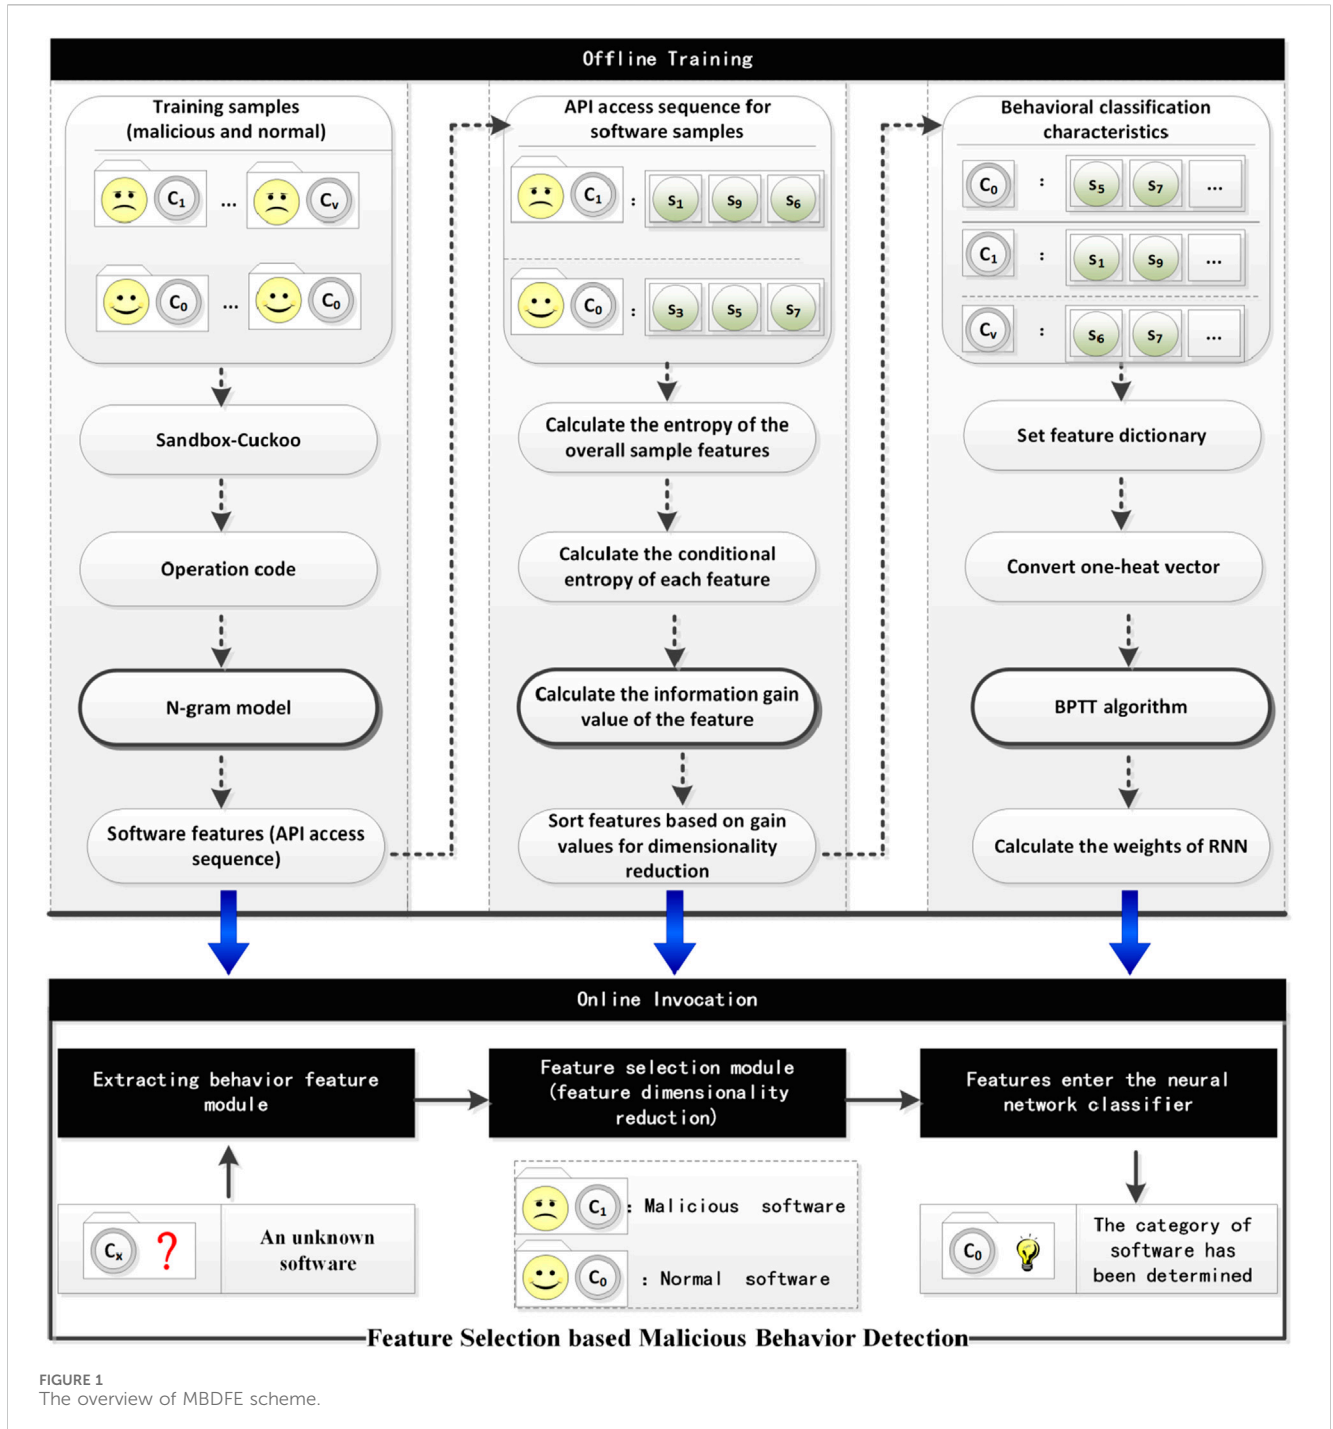 Offline Training
Training samples
(malicious and normal)
C1 ... Cv
C0 ... C0
Sandbox-Cuckoo
Operation code
N-gram model
Software features (API access
sequence)
API access sequence for
software samples
C1 : S1 S9 S6
C0 : S3 S5 S7
Calculate the entropy of the
overall sample features
Calculate the conditional
entropy of each feature
Calculate the information gain
value of the feature
Sort features based on gain
values for dimensionality
reduction
Behavioral classification
characteristics
C0 : S5 S7 ...
C1 : S1 S9 ...
Cv : S6 S7 ...
Set feature dictionary
Convert one-heat vector
BPTT algorithm
Calculate the weights of RNN
Online Invocation
Extracting behavior feature
module
Feature selection module
(feature dimensionality
reduction)
Features enter the neural
network classifier
Cx ?
An unknown
software
C1 : Malicious software
C0 : Normal software
C0
The category of
software has
been determined
Feature Selection based Malicious Behavior Detection
FIGURE 1
The overview of MBDFE scheme.